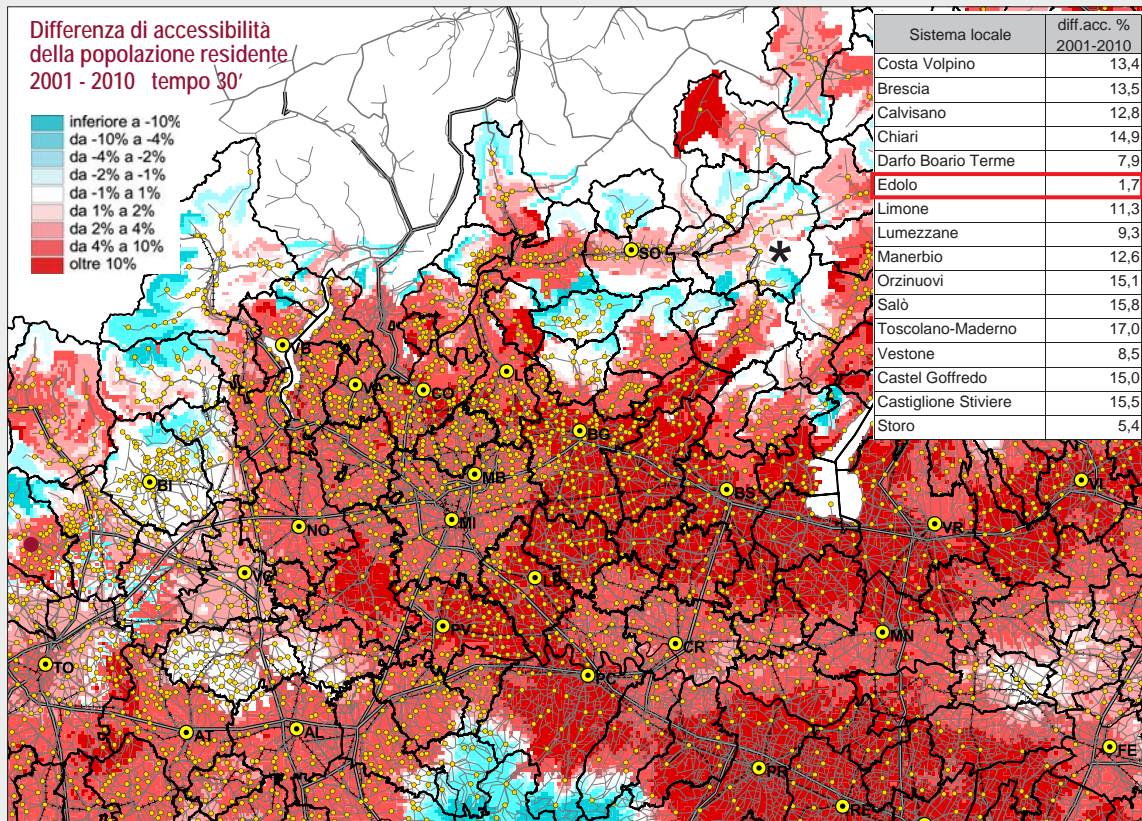 Differenza di accessibilità
della popolazione residente
2001 - 2010 tempo 30'
inferiore a -10%
da -10% a -4%
da -4% a -2%
da -2% a -1%
da -1% a 1%
da 1% a 2%
da 2% a 4%
da 4% a 10%
oltre 10%
Sistema locale diff.acc. % 2001-2010
Costa Volpino 13,4
Brescia 13,5
Calvisano 12,8
Chiari 14,9
Darfo Boario Terme 7,9
Edolo 1,7
Limone 11,3
Lumezzane 9,3
Manerbio 12,6
Orzinuovi 15,1
Salò 15,8
Toscolano-Maderno 17,0
Vestone 8,5
Castel Goffredo 15,0
Castiglione Stiviere 15,5
Storo 5,4
SO
*
VB
VA
CO
BG
MB
BI
BS
VI
MI
NO
VR
VC
PV
MN
CR
TO
PC
AT
AL
FE
PR
RE